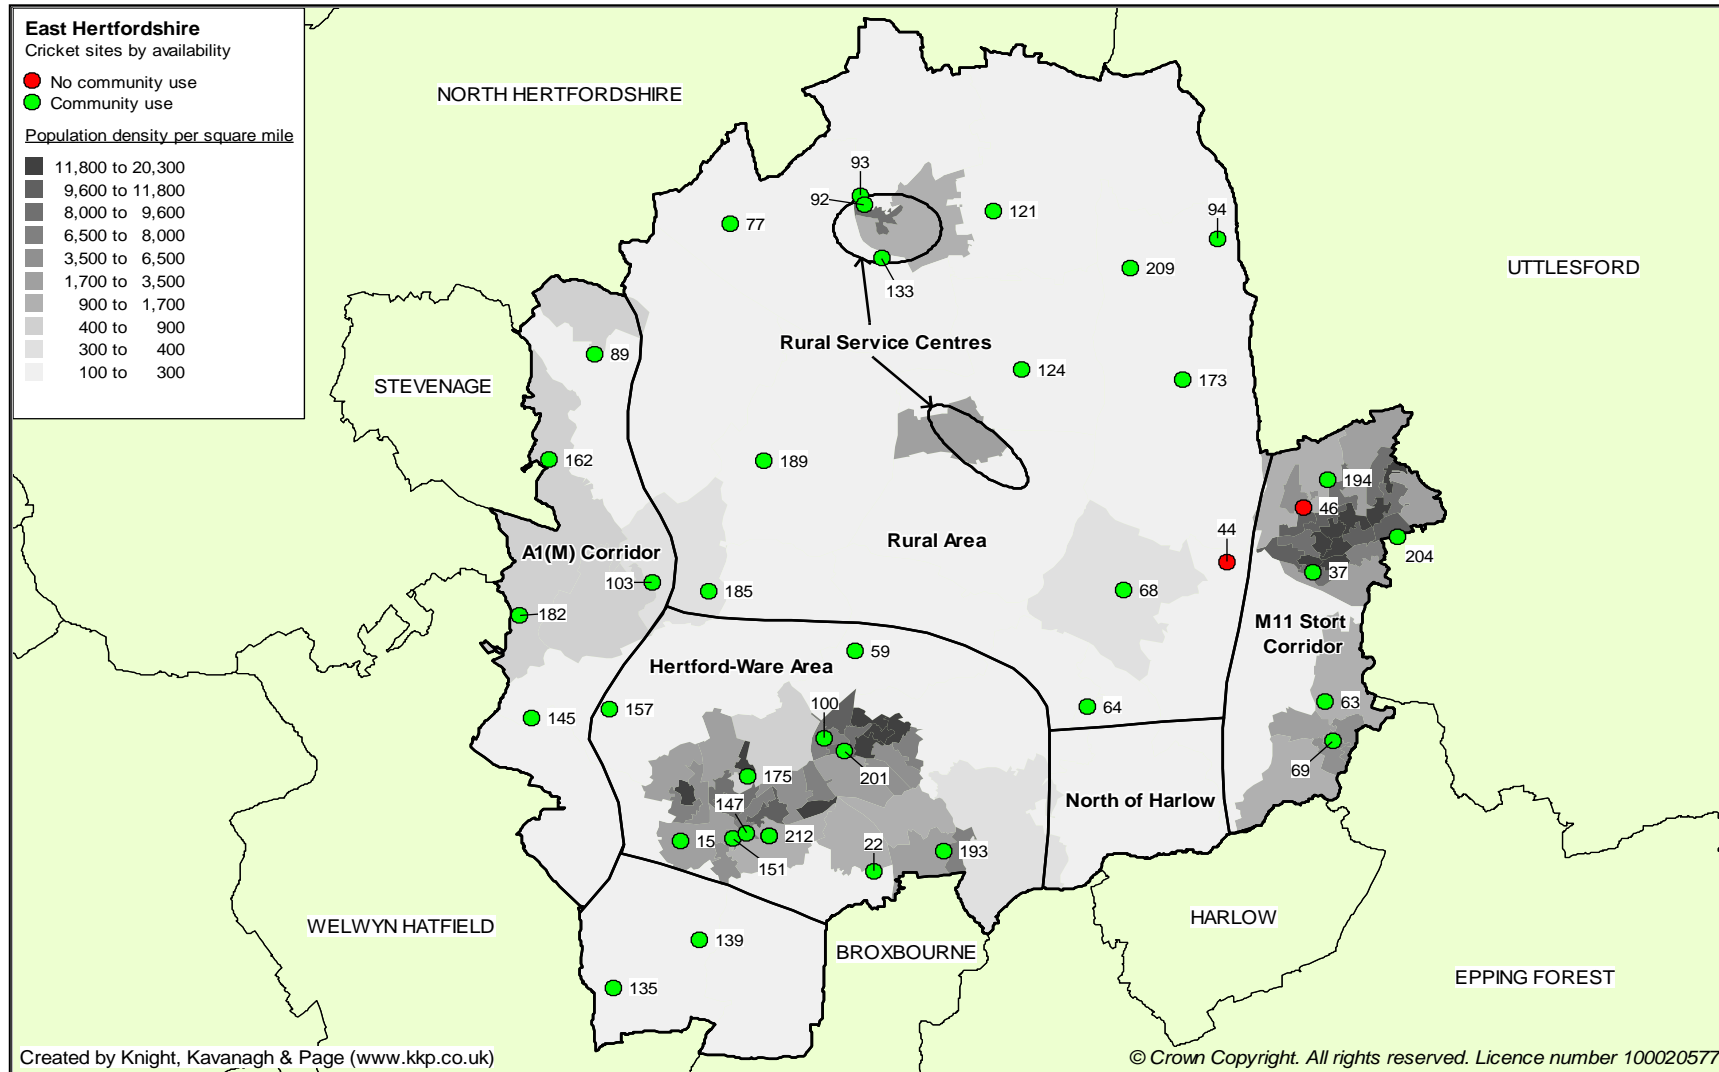 East Hertfordshire
Cricket sites by availability
No community use
Community use
Population density per square mile
11,800 to 20,300
9,600 to 11,800
8,000 to 9,600
6,500 to 8,000
3,500 to 6,500
1,700 to 3,500
900 to 1,700
400 to 900
300 to 400
100 to 300
NORTH HERTFORDSHIRE
93
92
77
121
94
209
133
UTTLESFORD
Rural Service Centres
89
124
173
STEVENAGE
162
189
194
46
44
204
Rural Area
A1(M) Corridor
103
185
68
37
182
M11 Stort
Corridor
59
Hertford-Ware Area
100
157
145
64
63
201
175
69
147
North of Harlow
15
212
151
22
193
WELWYN HATFIELD
139
BROXBOURNE
HARLOW
135
EPPING FOREST
Created by Knight, Kavanagh & Page (www.kkp.co.uk)
© Crown Copyright. All rights reserved. Licence number 100020577